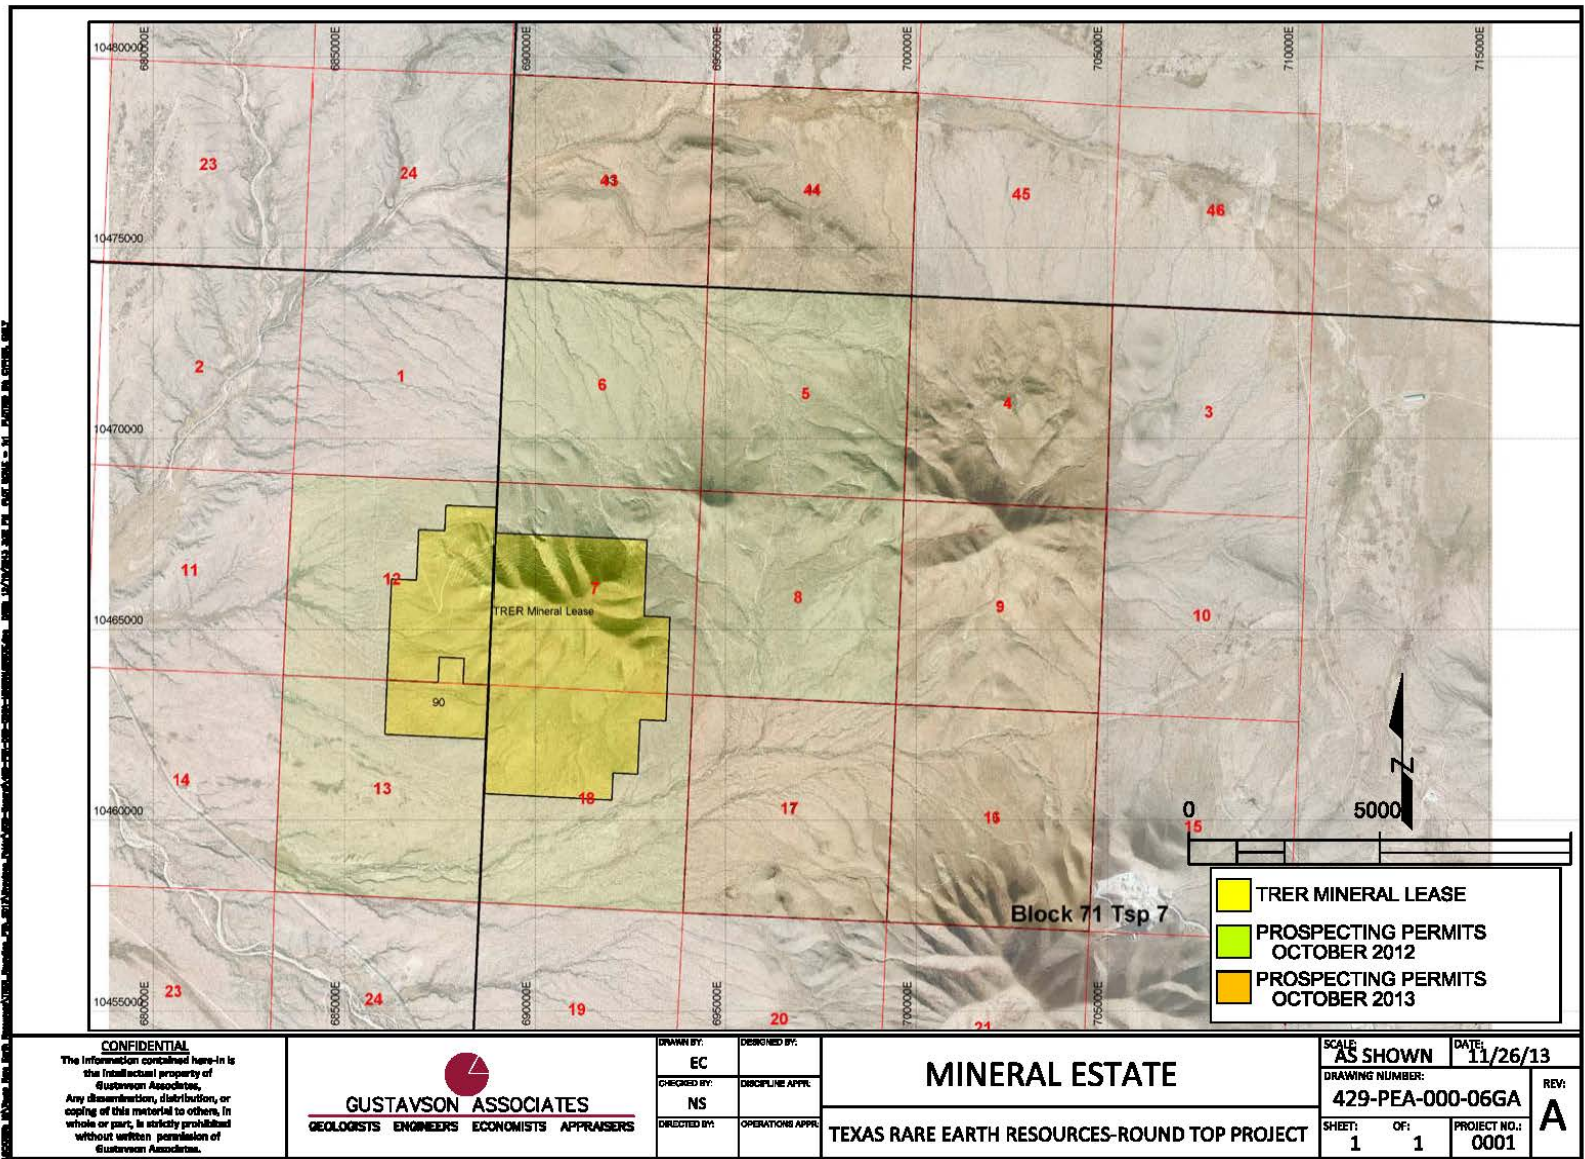 10480000
680000E
685000E
690000E
695000E
700000E
705000E
710000E
715000E
23
24
43
44
45
46
10475000
2
1
6
5
4
3
10470000
11
12
7
8
9
10
TRER Mineral Lease
10465000
90
14
13
18
17
16
15
10460000
0
5000
N
Block 71 Tsp 7
TRER MINERAL LEASE
PROSPECTING PERMITS
OCTOBER 2012
PROSPECTING PERMITS
OCTOBER 2013
23
24
19
20
21
10455000
680000E
685000E
690000E
695000E
700000E
705000E
CONFIDENTIAL
The information contained here-in is
the intellectual property of
Gustavson Associates,
Any dissemination, distribution, or
coping of this material to others, in
whole or part, is strictly prohibited
without written permission of
Gustavson Associates.
GUSTAVSON ASSOCIATES
GEOLOGISTS ENGINEERS ECONOMISTS APPRAISERS
DRAWN BY:
EC
DESIGNED BY:
CHECKED BY:
NS
DISCIPLINE APPR:
DIRECTED BY:
OPERATIONS APPR:
MINERAL ESTATE
TEXAS RARE EARTH RESOURCES-ROUND TOP PROJECT
SCALE:
AS SHOWN
DATE:
11/26/13
DRAWING NUMBER:
429-PEA-000-06GA
REV:
A
SHEET:
1
OF:
1
PROJECT NO.:
0001